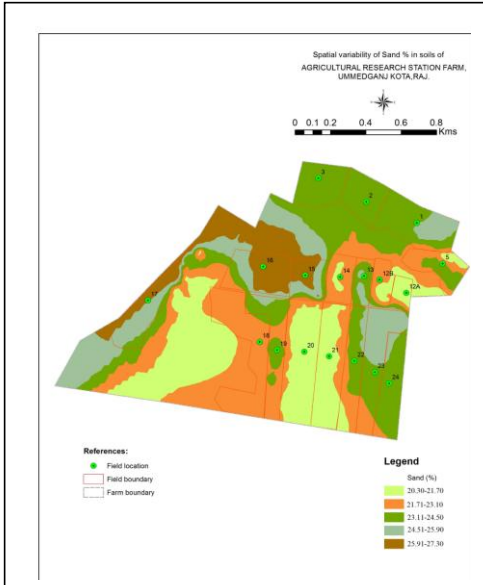 Spatial variability of Sand % in soils of
AGRICULTURAL RESEARCH STATION FARM,
UMMEDGANJ KOTA,RAJ.
0 0.1 0.2 0.4 0.6 0.8
Kms
3
2
1
5
16
15
14
13
12B
12A
17
18
19
20
21
22
23
24
References:
Field location
Field boundary
Farm boundary
Legend
Sand (%)
20.30-21.70
21.71-23.10
23.11-24.50
24.51-25.90
25.91-27.30